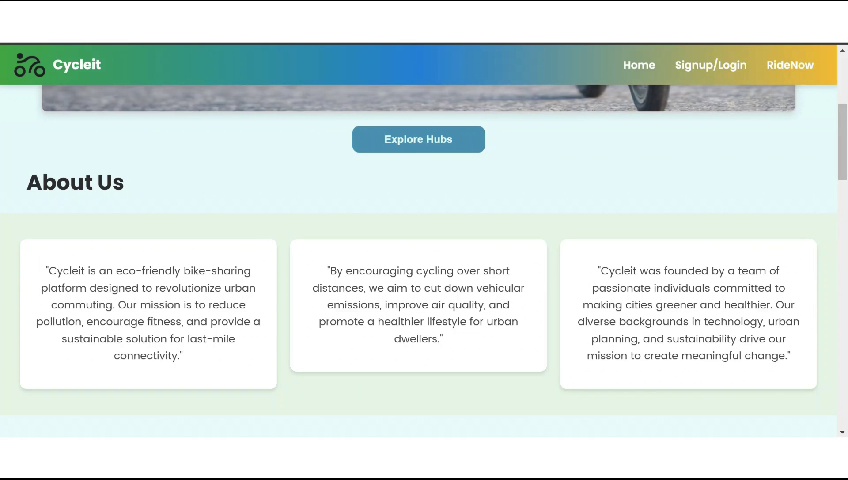 Cycleit
Home Signup/Login RideNow
Explore Hubs
About Us
"Cycleit is an eco-friendly bike-sharing
platform designed to revolutionize urban
commuting. Our mission is to reduce
pollution, encourage fitness, and provide a
sustainable solution for last-mile
connectivity."
"By encouraging cycling over short
distances, we aim to cut down vehicular
emissions, improve air quality, and
promote a healthier lifestyle for urban
dwellers."
"Cycleit was founded by a team of
passionate individuals committed to
making cities greener and healthier. Our
diverse backgrounds in technology, urban
planning, and sustainability drive our
mission to create meaningful change."